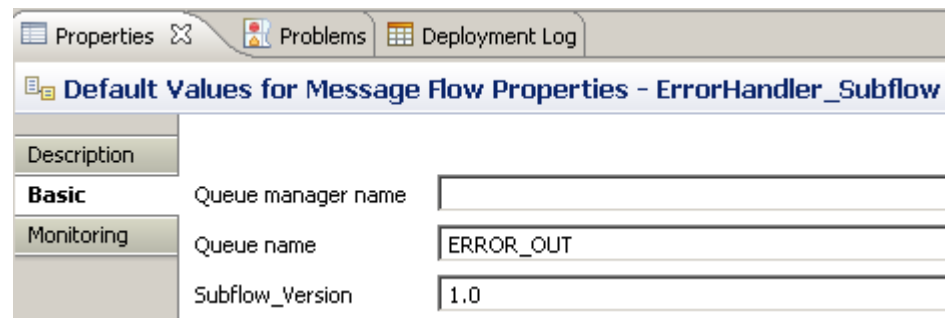 Properties Problems Deployment Log
Default Values for Message Flow Properties - ErrorHandler_Subflow
Description
Basic
Queue manager name
Monitoring
Queue name ERROR_OUT
Subflow_Version 1.0